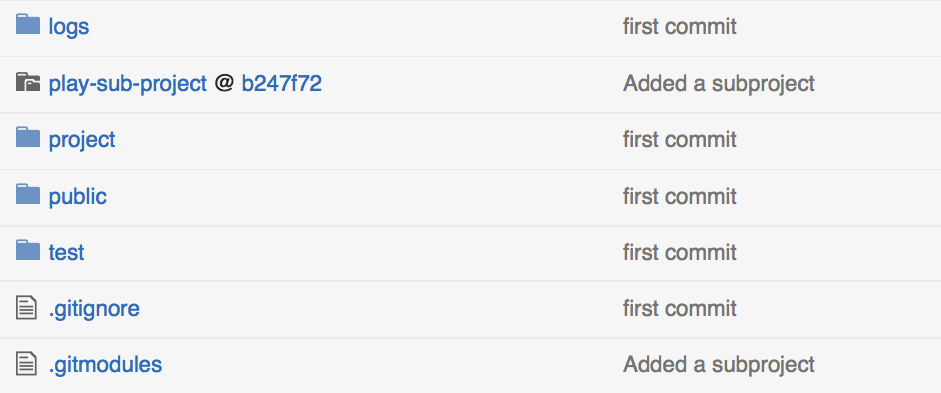 logs first commit
play-sub-project @ b247f72 Added a subproject
project first commit
public first commit
test first commit
.gitignore first commit
.gitmodules Added a subproject